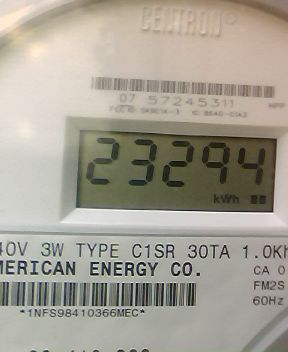 CENTRON®
07 57245311
23294
kWh
40V 3W TYPE C1SR 30TA 1.0Kh
MERICAN ENERGY CO.
CA 0
FM2S
60Hz
*1NFS98410366MEC*